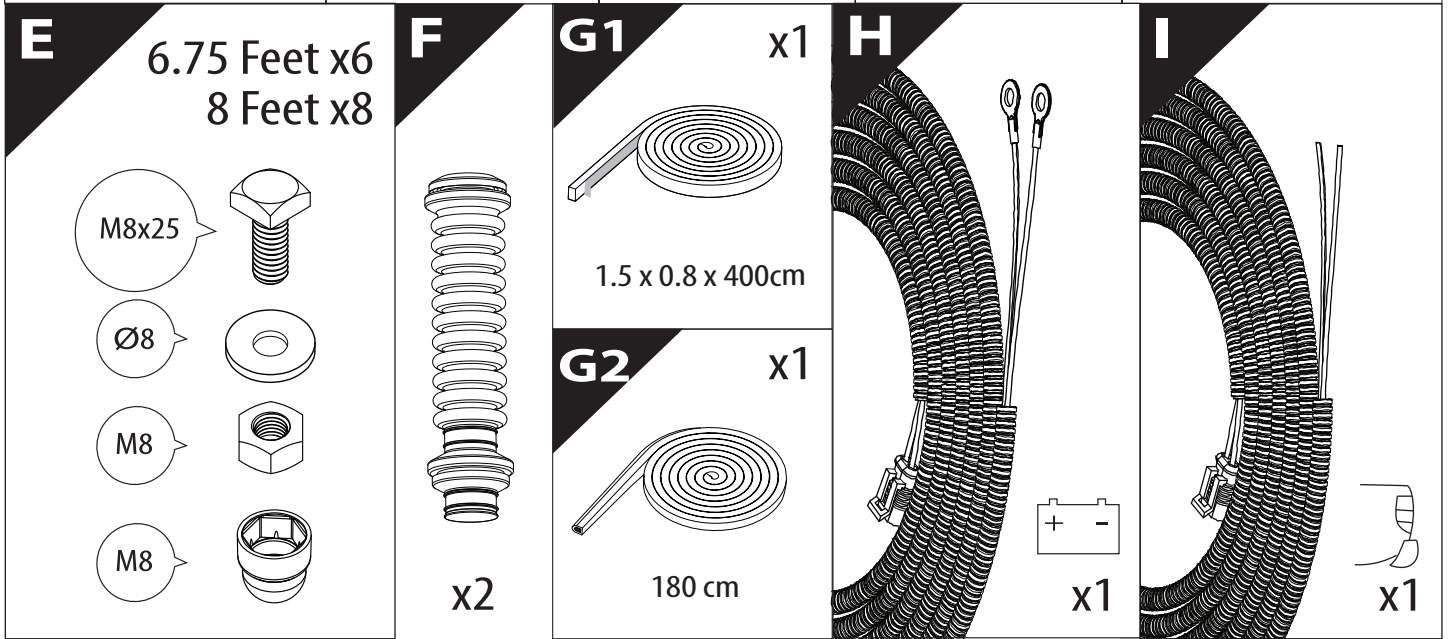 E
6.75 Feet x6
8 Feet x8
M8x25
Ø8
M8
M8
F
x2
G1
x1
1.5 x 0.8 x 400cm
G2
x1
180 cm
H
+ -
x1
I
x1